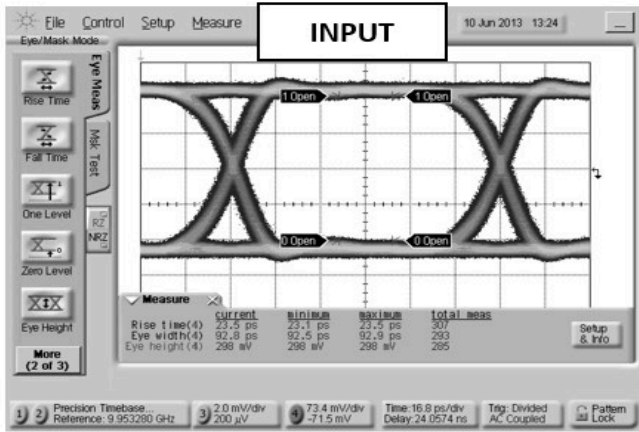 File Control Setup Measure INPUT 10 Jun 2013 13:24
Eye/Mask Mode
Eye Meas
Msk Test
RZ
NRZ
Rise Time
Fall Time
One Level
Zero Level
Eye Height
More
(2 of 3)
1 Open 1 Open
0 Open 0 Open
Measure
current minimum maximum total meas
Rise time(4) 23.5 ps 23.1 ps 23.5 ps 307
Eye width(4) 92.8 ps 92.5 ps 92.9 ps 293
Eye height(4) 298 mV 298 mV 298 mV 285
Setup
& Info
1 2 Precision Timebase...
Reference: 9.953280 GHz
3 2.0 mV/div
200 µV
4 73.4 mV/div
-71.5 mV
Time:16.8 ps/div
Delay:24.0574 ns
Trig: Divided
AC Coupled
Pattern
Lock